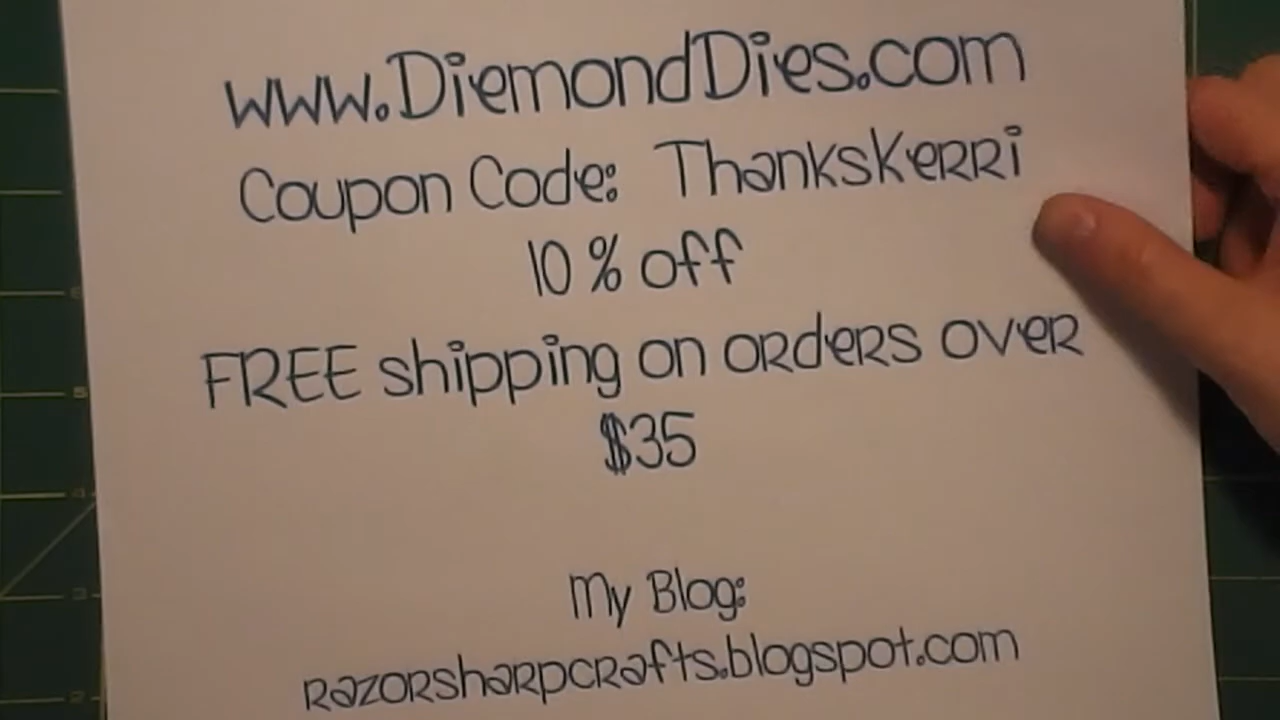 www.DiemondDies.com
Coupon Code: ThanksKerri
10 % off
FREE shipping on orders over
$35
My Blog:
razorsharpcrafts.blogspot.com